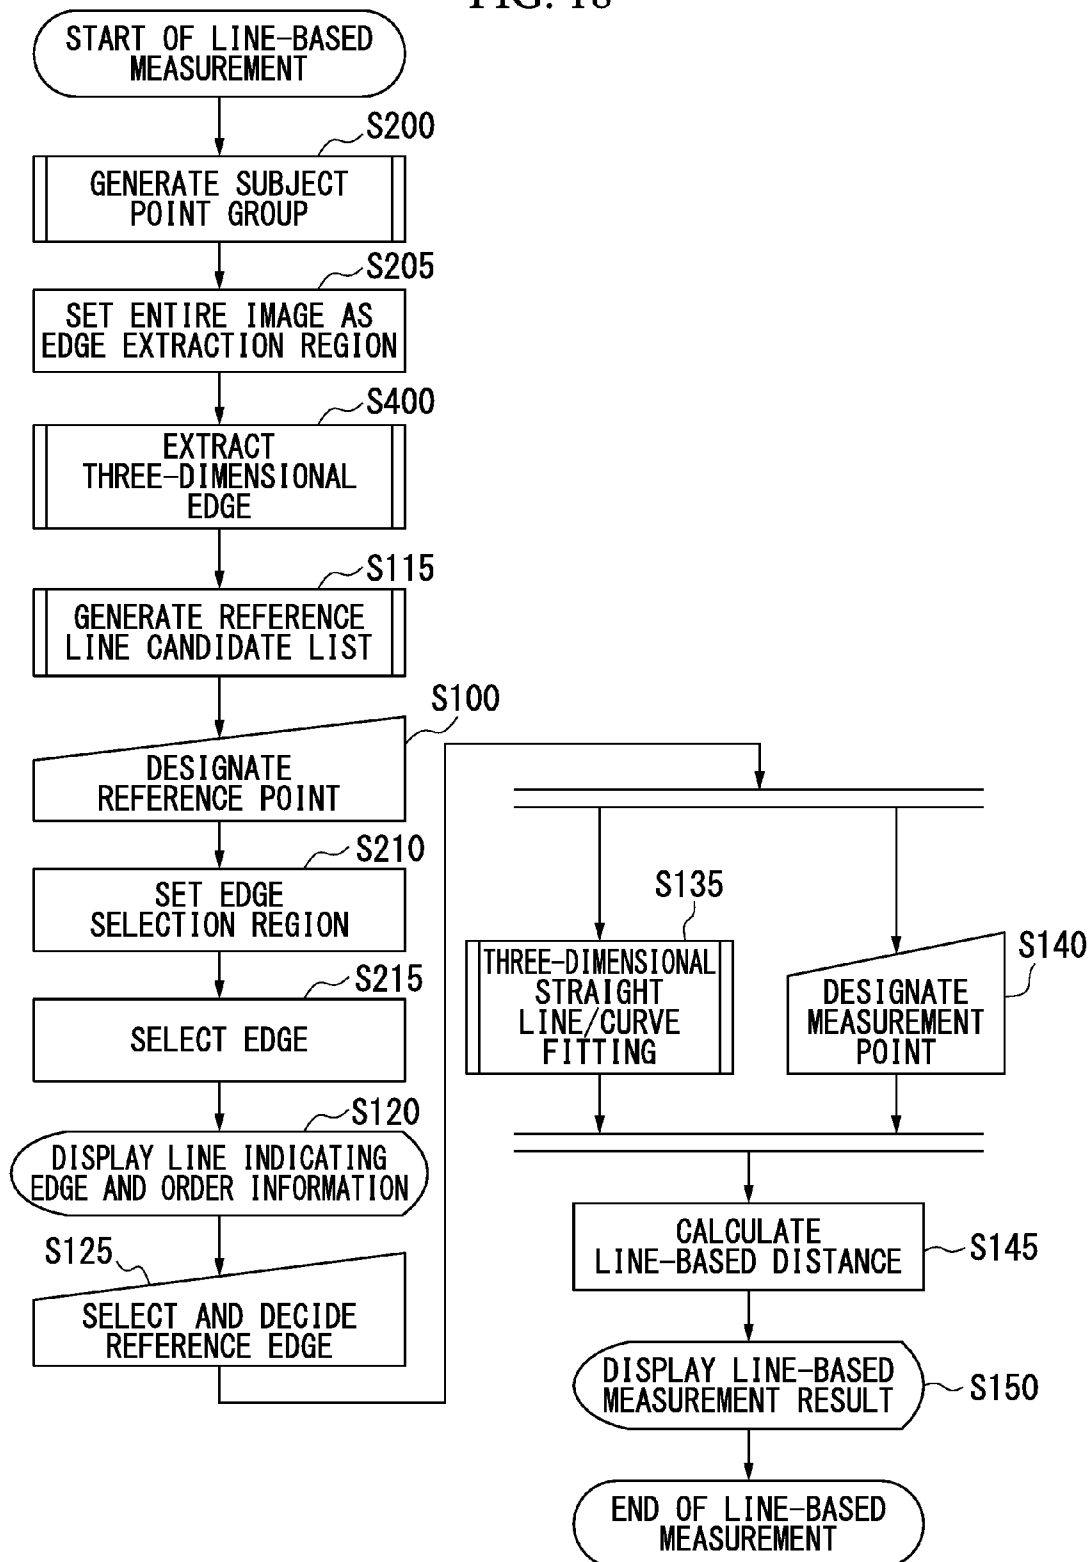 FIG. 18
START OF LINE-BASED
MEASUREMENT
S200
GENERATE SUBJECT
POINT GROUP
S205
SET ENTIRE IMAGE AS
EDGE EXTRACTION REGION
S400
EXTRACT
THREE-DIMENSIONAL
EDGE
S115
GENERATE REFERENCE
LINE CANDIDATE LIST
S100
DESIGNATE
REFERENCE POINT
S210
SET EDGE
SELECTION REGION
S215
SELECT EDGE
S120
DISPLAY LINE INDICATING
EDGE AND ORDER INFORMATION
S125
SELECT AND DECIDE
REFERENCE EDGE
S135
THREE-DIMENSIONAL
STRAIGHT
LINE/CURVE
FITTING
S140
DESIGNATE
MEASUREMENT
POINT
CALCULATE
LINE-BASED DISTANCE
S145
DISPLAY LINE-BASED
MEASUREMENT RESULT
S150
END OF LINE-BASED
MEASUREMENT